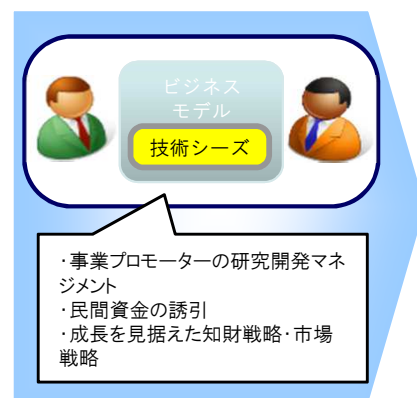 ビジネス
モデル
技術シーズ
・事業プロモーターの研究開発マネ
ジメント
・民間資金の誘引
・成長を見据えた知財戦略・市場
戦略